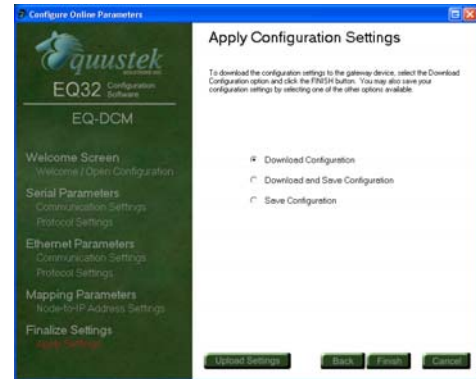 Configure Online Parameters
Equustek
SOLUTIONS INC.
EQ32 Configuration Software
EQ-DCM
Welcome Screen
Welcome / Open Configuration
Serial Parameters
Communication Settings
Protocol Settings
Ethernet Parameters
Communication Settings
Protocol Settings
Mapping Parameters
Node-to-IP Address Settings
Finalize Settings
Apply Settings
Apply Configuration Settings
To download the configuration settings to the gateway device, select the Download
Configuration option and click the FINISH button. You may also save your
configuration settings by selecting one of the other options available.
Download Configuration
Download and Save Configuration
Save Configuration
Upload Settings
Back
Finish
Cancel